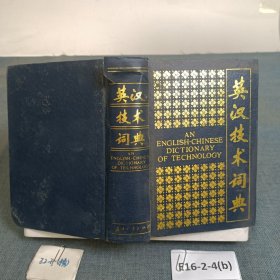 英汉
技术
词典
AN
ENGLISH-CHINESE
DICTIONARY
OF TECHNOLOGY
AN
ENGLISH-CHINESE
DICTIONARY
OF TECHNOLOGY
英汉技术词典
E16-2-4(b)